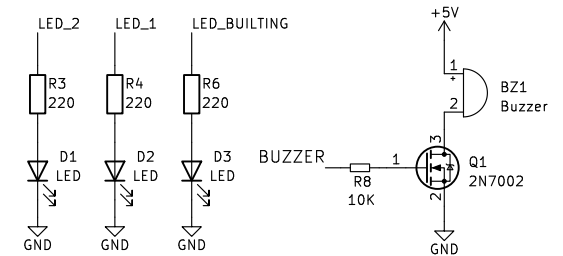 LED_2
LED_1
LED_BUILTING
R3
220
R4
220
R6
220
D1
LED
D2
LED
D3
LED
GND
GND
GND
+5V
1
+
2
BZ1
Buzzer
BUZZER
R8
10K
1
3
2
Q1
2N7002
GND